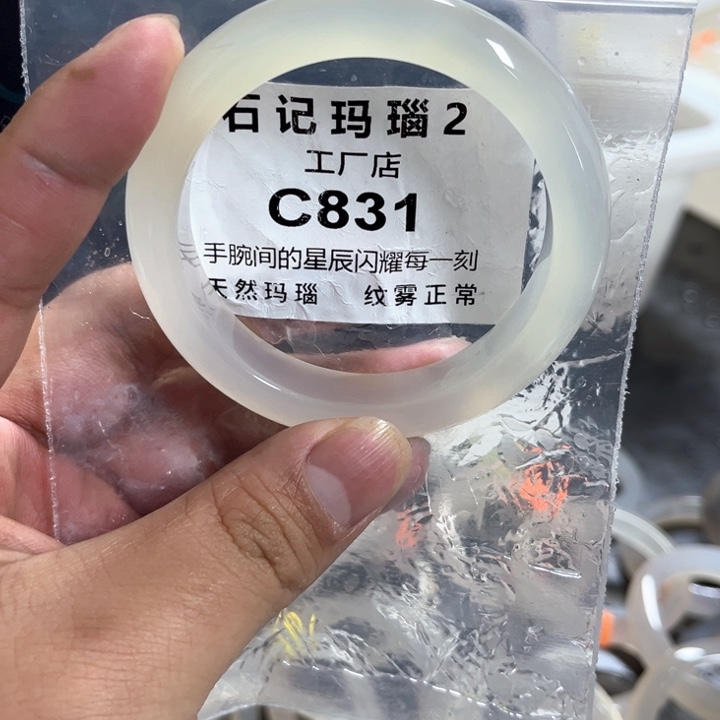 石记玛瑙2
工厂店
C831
手腕间的星辰闪耀每一刻
天然玛瑙 纹雾正常